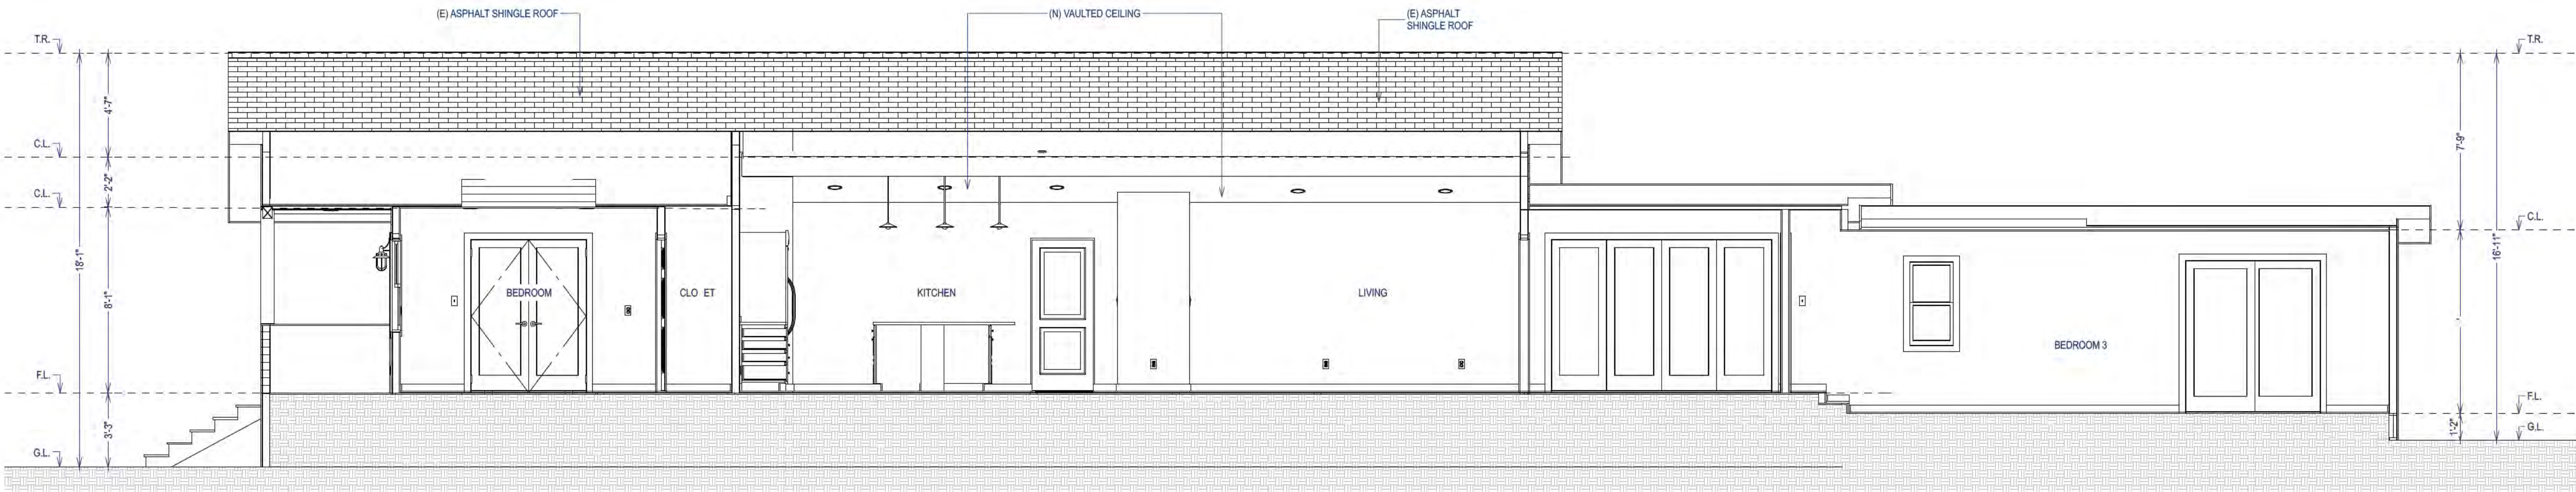 (E) ASPHALT SHINGLE ROOF
(N) VAULTED CEILING
(E) ASPHALT
SHINGLE ROOF
T.R.
T.R.
4'-7"
7'-9"
C.L.
2'-2"
C.L.
C.L.
18'-1"
16'-11"
8'-1"
BEDROOM
CLO ET
KITCHEN
LIVING
BEDROOM 3
F.L.
F.L.
3'-3"
1'-2"
G.L.
G.L.